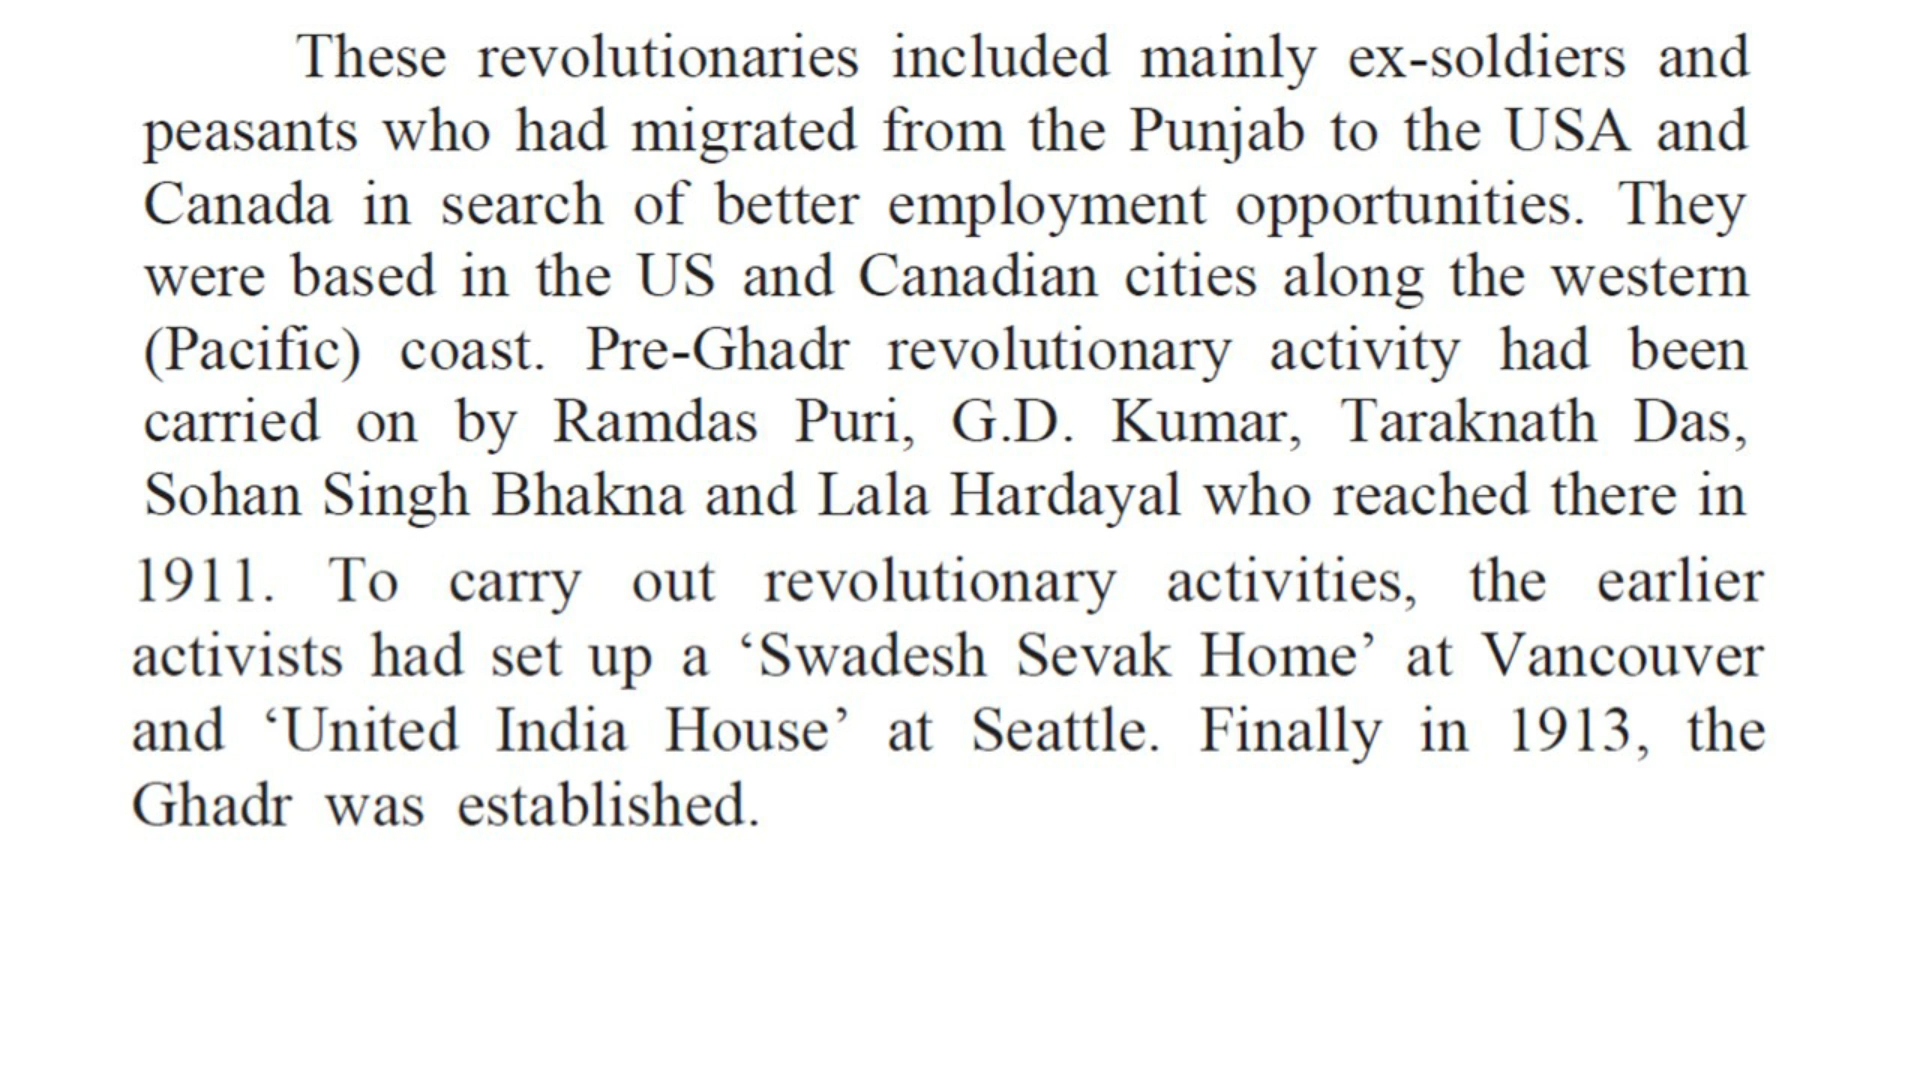 These revolutionaries included mainly ex-soldiers and
peasants who had migrated from the Punjab to the USA and
Canada in search of better employment opportunities. They
were based in the US and Canadian cities along the western
(Pacific) coast. Pre-Ghadr revolutionary activity had been
carried on by Ramdas Puri, G.D. Kumar, Taraknath Das,
Sohan Singh Bhakna and Lala Hardayal who reached there in
1911. To carry out revolutionary activities, the earlier
activists had set up a ‘Swadesh Sevak Home’ at Vancouver
and ‘United India House’ at Seattle. Finally in 1913, the
Ghadr was established.